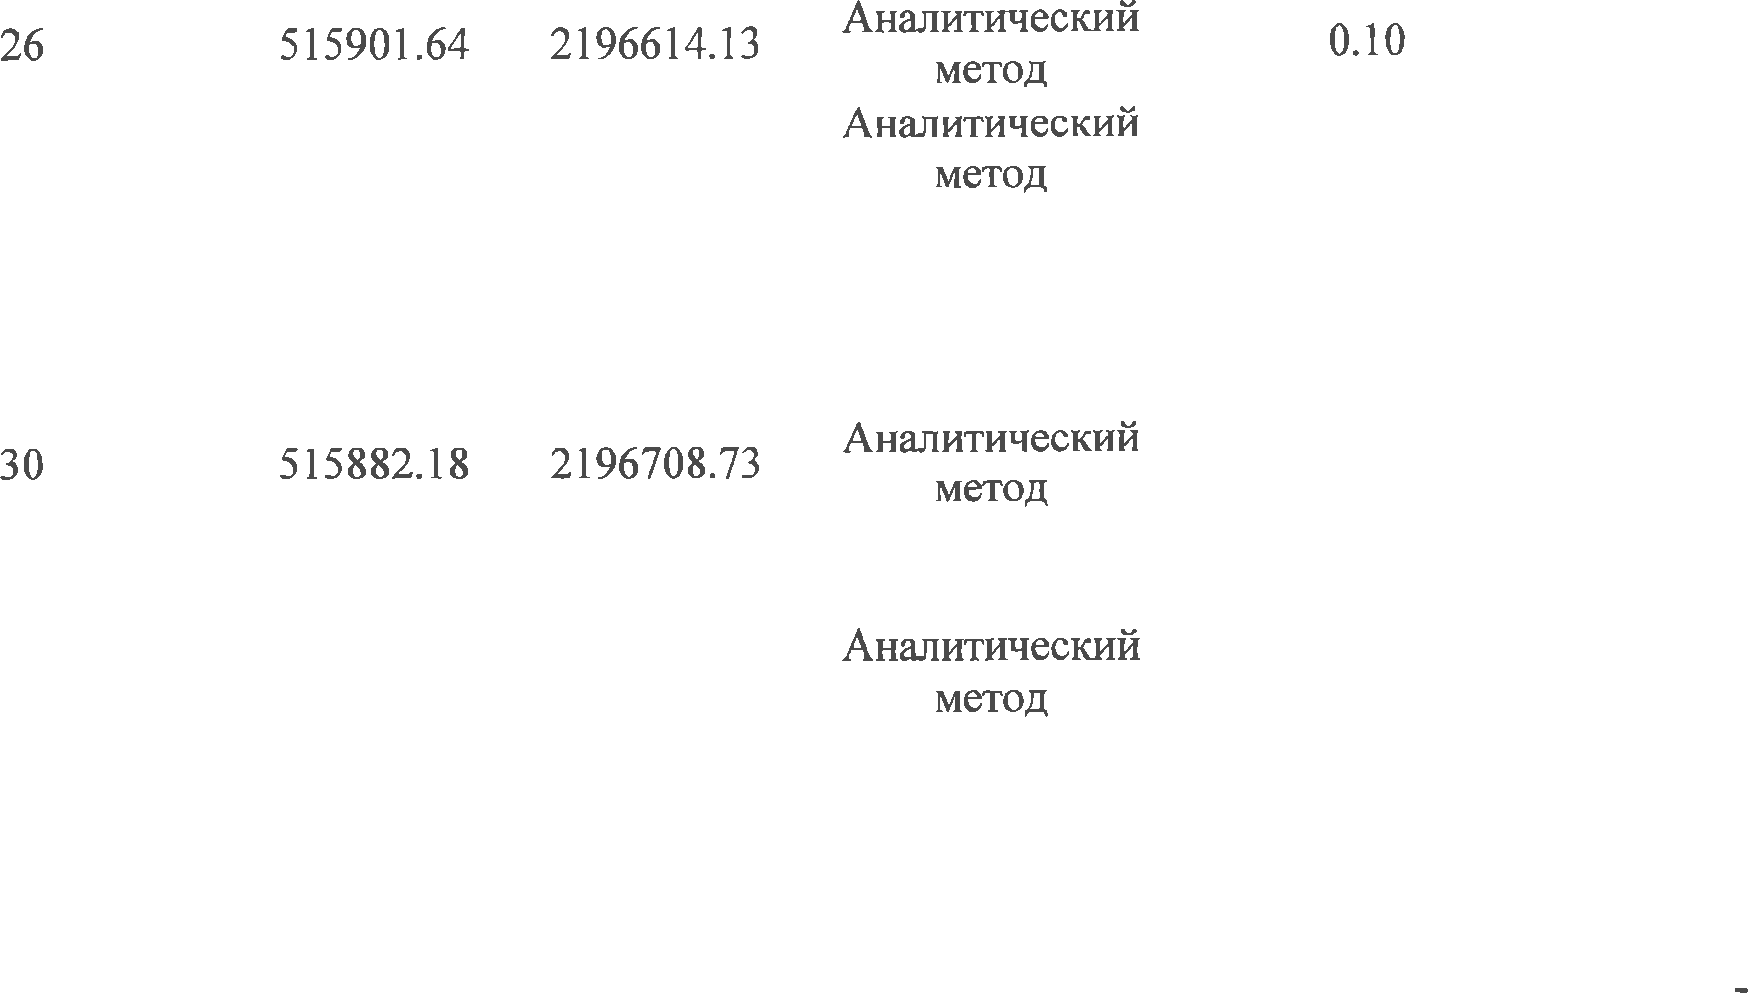 26 515901.64 2196614.13 Аналитический 0.10
метод
Аналитический
метод
30 515882.18 2196708.73 Аналитический
метод
Аналитический
метод
-